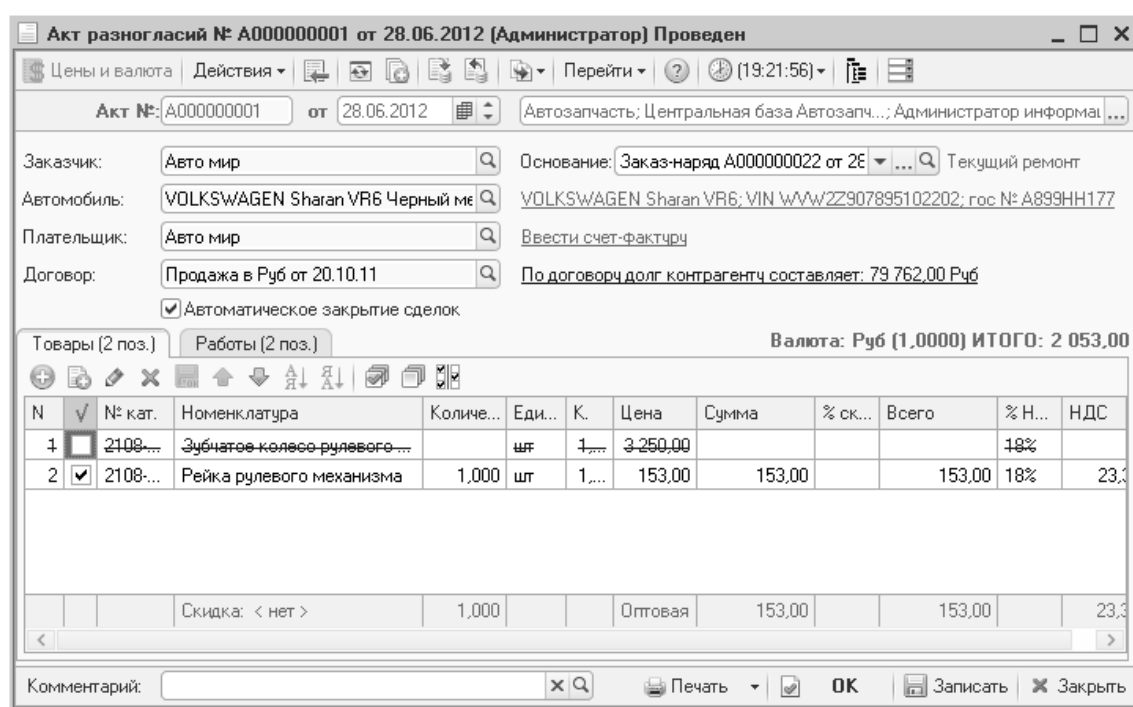 Акт разногласий № А000000001 от 28.06.2012 (Администратор) Проведен
Цены и валюта Действия Перейти (19:21:56)
Акт №: А000000001 от 28.06.2012 Автозапчасть; Центральная база Автозапч...; Администратор информац ...
Заказчик: Авто мир Основание: Заказ-наряд А000000022 от 28 ... Текущий ремонт
Автомобиль: VOLKSWAGEN Sharan VR6 Черный ме VOLKSWAGEN Sharan VR6; VIN WVW2Z907895102202; гос № А899НН177
Плательщик: Авто мир Ввести счет-фактуру
Договор: Продажа в Руб от 20.10.11 По договору долг контрагенту составляет: 79 762,00 Руб
Автоматическое закрытие сделок
Товары (2 поз.) Работы (2 поз.) Валюта: Руб (1,0000) ИТОГО: 2 053,00
N √ № кат. Номенклатура Количе... Еди... К. Цена Сумма % ск... Всего % Н... НДС
1 2108-... Зубчатое колесо рулевого ... шт 1,... 3 250,00 18%
2 2108-... Рейка рулевого механизма 1,000 шт 1,... 153,00 153,00 153,00 18% 23,3
Скидка: < нет > 1,000 Оптовая 153,00 153,00 23,3
Комментарий: Печать OK Записать Закрыть